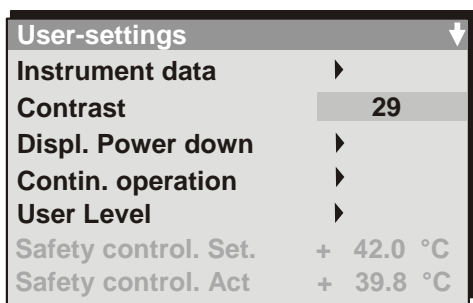 User-settings
Instrument data
Contrast 29
Displ. Power down
Contin. operation
User Level
Safety control. Set. + 42.0 °C
Safety control. Act + 39.8 °C